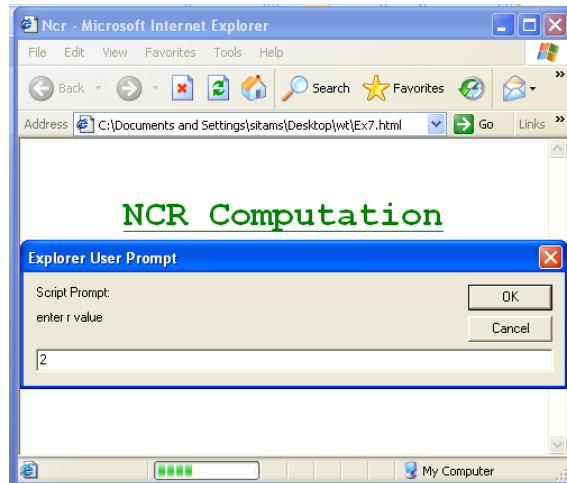 Ncr - Microsoft Internet Explorer
File Edit View Favorites Tools Help
Back Search Favorites »
Address C:\Documents and Settings\sitams\Desktop\wt\Ex7.html Go Links »
NCR Computation
Explorer User Prompt
Script Prompt:
OK
enter r value
Cancel
2
My Computer